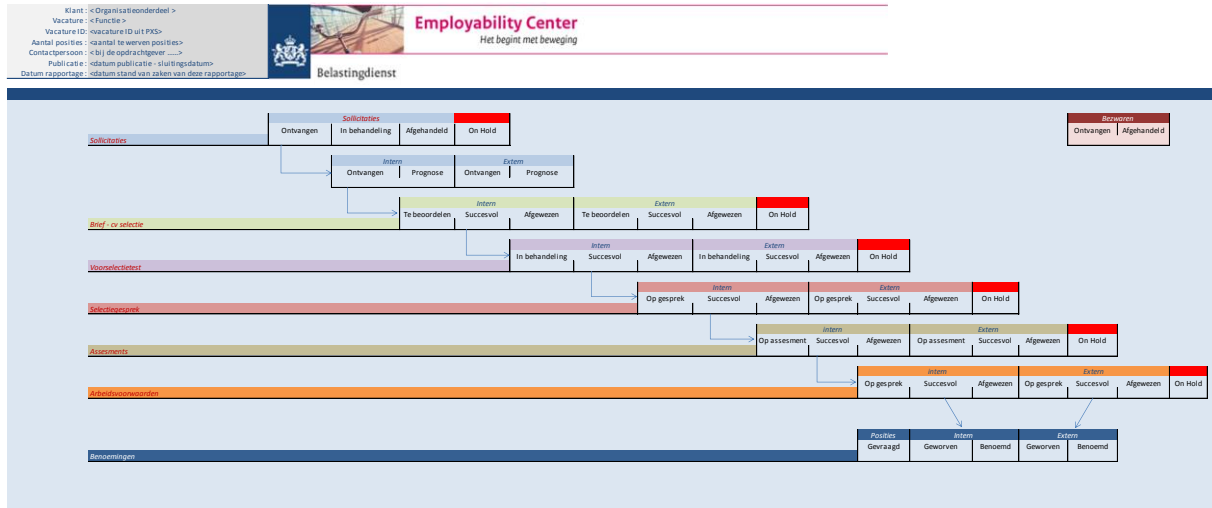 Klant : < Organisatieonderdeel >
Vacature : < Functie >
Vacature ID: <vacature ID uit PXS>
Aantal posities : <aantal te werven posities>
Contactpersoon : < bij de opdrachtgever ......>
Publicatie : <datum publicatie - sluitingsdatum>
Datum rapportage : <datum stand van zaken van deze rapportage>
Employability Center
Het begint met beweging
Belastingdienst
Sollicitaties
Ontvangen In behandeling Afgehandeld On Hold
Bezwaren
Ontvangen Afgehandeld
Sollicitaties
Intern Extern
Ontvangen Prognose Ontvangen Prognose
Intern Extern
Te beoordelen Succesvol Afgewezen Te beoordelen Succesvol Afgewezen On Hold
Brief - cv selectie
Intern Extern
In behandeling Succesvol Afgewezen In behandeling Succesvol Afgewezen On Hold
Voorselectietest
Intern Extern
Op gesprek Succesvol Afgewezen Op gesprek Succesvol Afgewezen On Hold
Selectiegesprek
Intern Extern
Op assesment Succesvol Afgewezen Op assesment Succesvol Afgewezen On Hold
Assesments
Intern Extern
Op gesprek Succesvol Afgewezen Op gesprek Succesvol Afgewezen On Hold
Arbeidsvoorwaarden
Posities Intern Extern
Gevraagd Geworven Benoemd Geworven Benoemd
Benoemingen